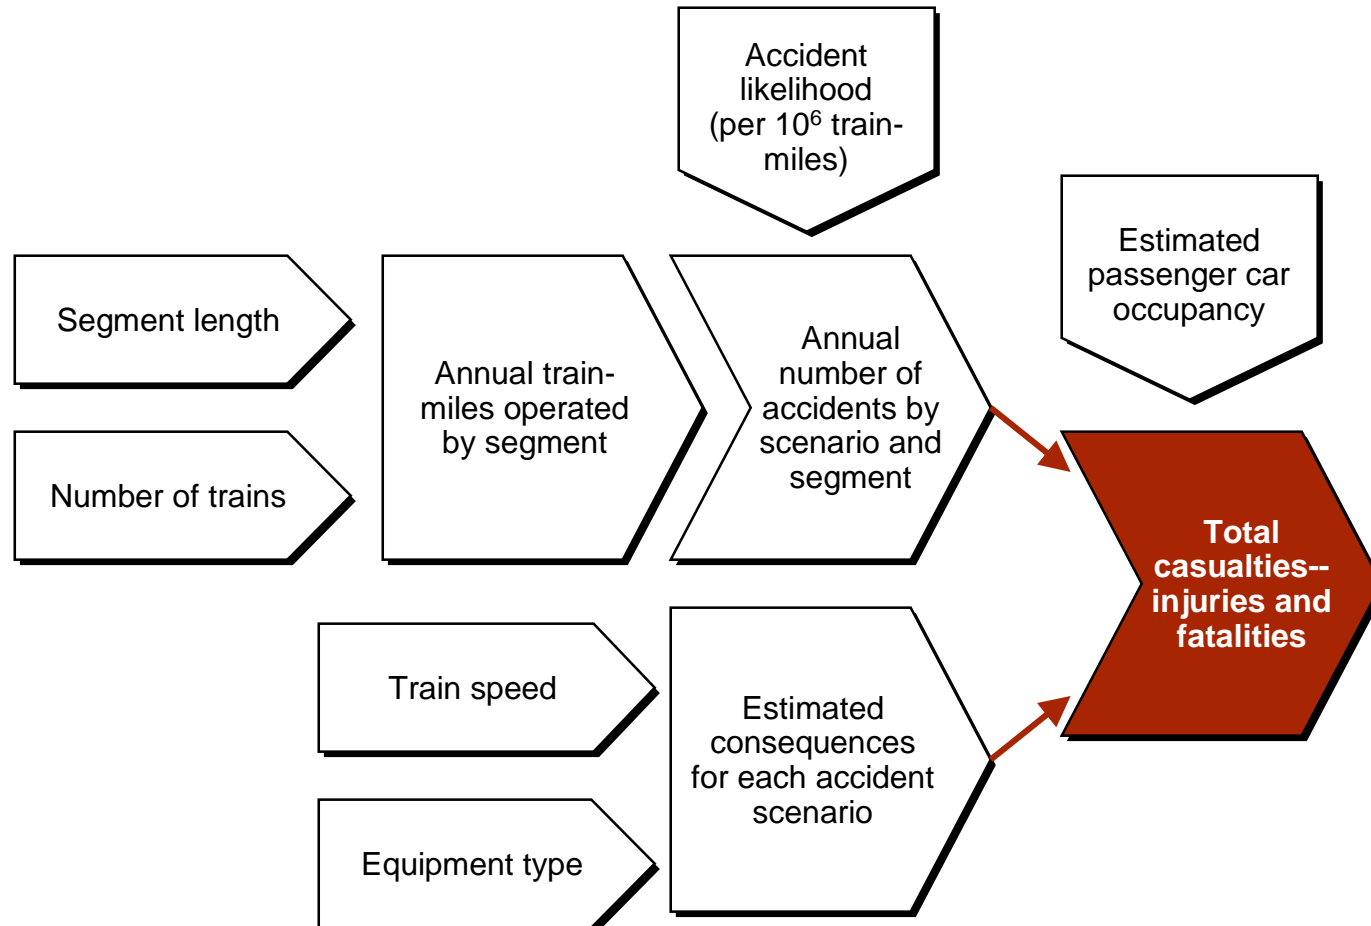 Accident
likelihood
(per 10⁶ train-
miles)
Estimated
passenger car
occupancy
Segment length
Number of trains
Annual train-
miles operated
by segment
Annual
number of
accidents by
scenario and
segment
Total
casualties--
injuries and
fatalities
Train speed
Equipment type
Estimated
consequences
for each accident
scenario